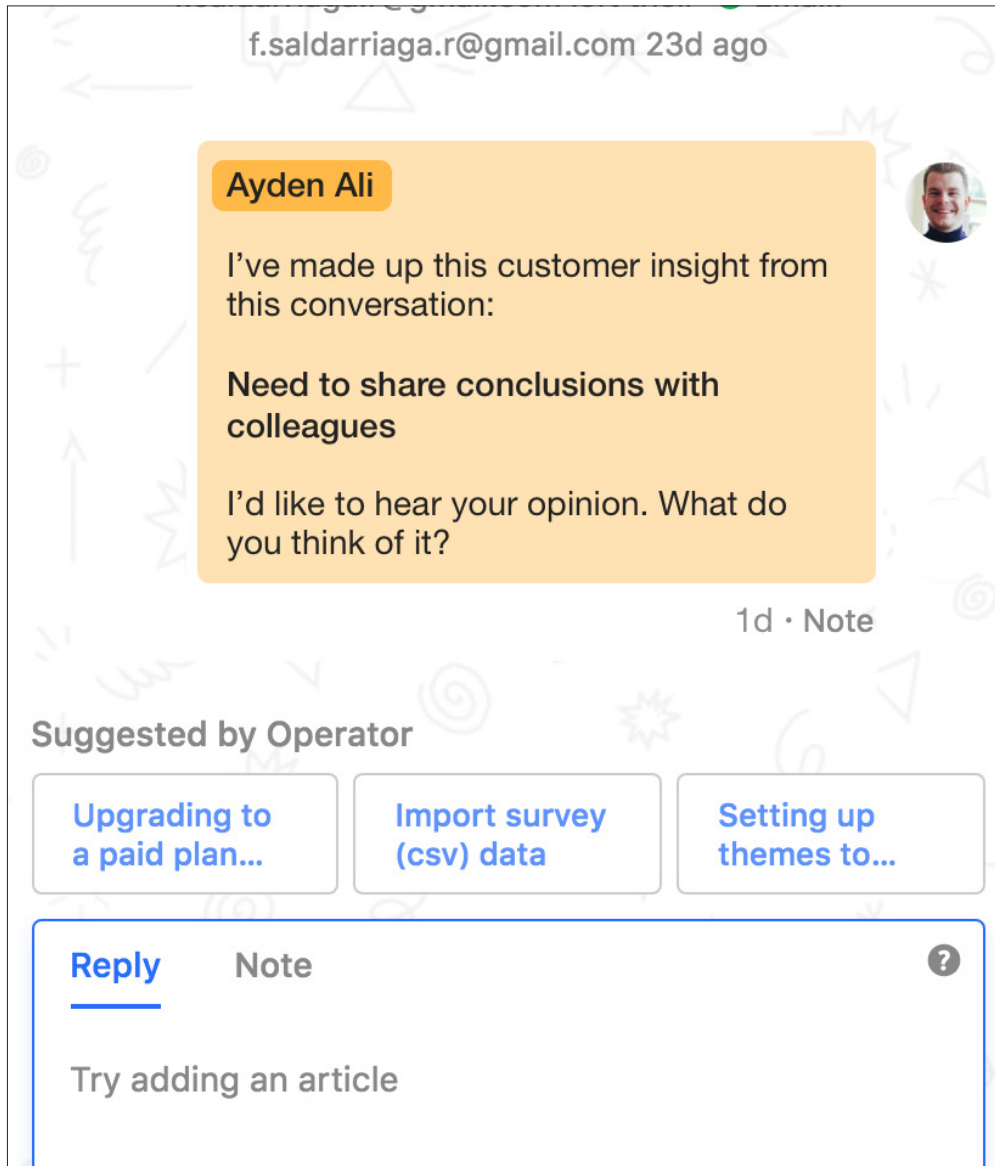 f.saldarriaga.r@gmail.com 23d ago
Ayden Ali
I’ve made up this customer insight from
this conversation:
Need to share conclusions with
colleagues
I’d like to hear your opinion. What do
you think of it?
1d · Note
Suggested by Operator
Upgrading to
a paid plan...
Import survey
(csv) data
Setting up
themes to...
Reply Note
?
Try adding an article